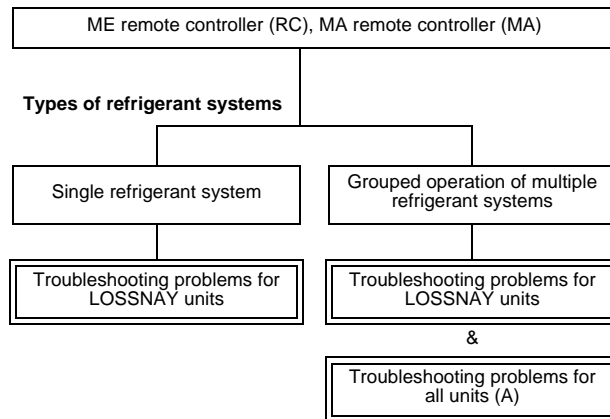 ME remote controller (RC), MA remote controller (MA)
Types of refrigerant systems
Single refrigerant system
Grouped operation of multiple
refrigerant systems
Troubleshooting problems for
LOSSNAY units
Troubleshooting problems for
LOSSNAY units
&
Troubleshooting problems for
all units (A)